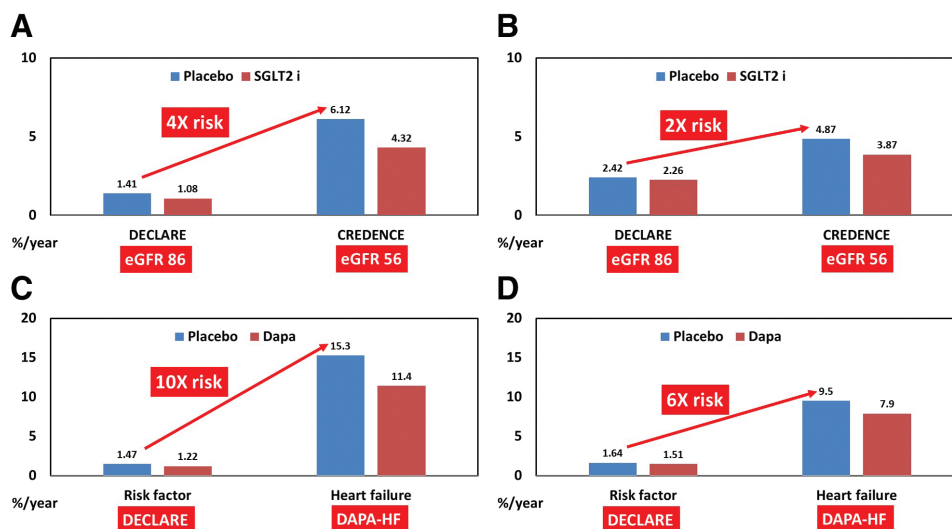 A
10
Placebo SGLT2 i
6.12
4X risk
4.32
5
1.41
1.08
0
%/year
DECLARE
CREDENCE
eGFR 86
eGFR 56
B
10
Placebo SGLT2 i
2X risk
4.87
5
3.87
2.42
2.26
0
%/year
DECLARE
CREDENCE
eGFR 86
eGFR 56
C
20
Placebo Dapa
15.3
15
10X risk
11.4
10
5
1.47
1.22
0
%/year
Risk factor
Heart failure
DECLARE
DAPA-HF
D
20
Placebo Dapa
15
6X risk
9.5
10
7.9
5
1.64
1.51
0
%/year
Risk factor
Heart failure
DECLARE
DAPA-HF